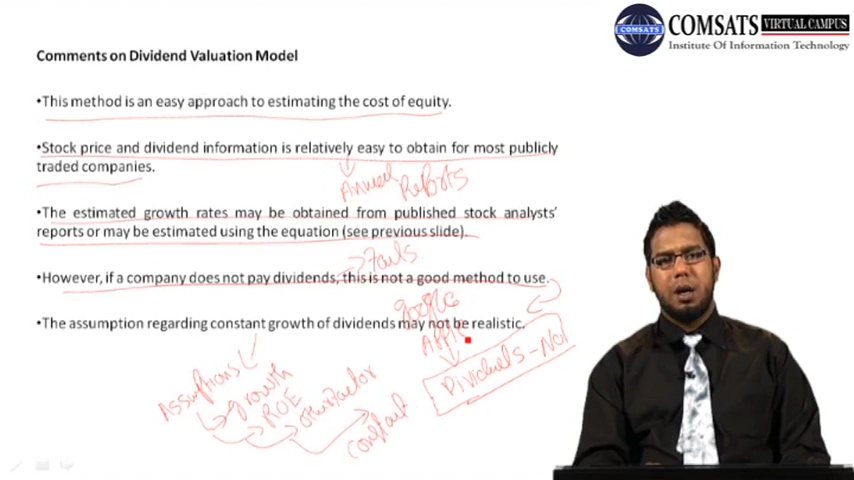 COMSATS
COMSATS VIRTUAL CAMPUS
Institute Of Information Technology
Comments on Dividend Valuation Model
•This method is an easy approach to estimating the cost of equity.
•Stock price and dividend information is relatively easy to obtain for most publicly
traded companies.
Annual Reports
•The estimated growth rates may be obtained from published stock analysts'
reports or may be estimated using the equation (see previous slide).
Fails.
•However, if a company does not pay dividends, this is not a good method to use.
google
•The assumption regarding constant growth of dividends may not be realistic.
Apple
Dividends - Not
Assumptions
growth
ROE
other factor
constant